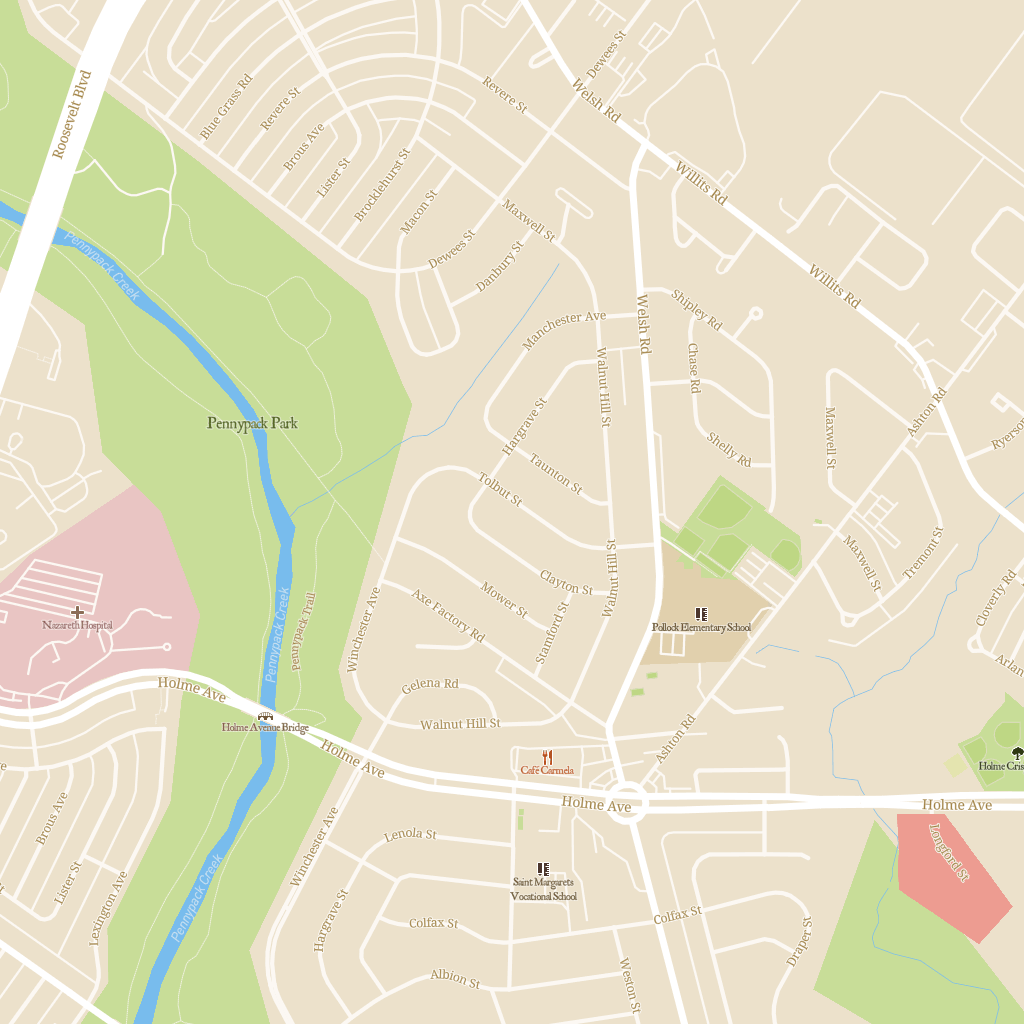 Roosevelt Blvd
Blue Grass Rd
Revere St
Brous Ave
Lister St
Brocklehurst St
Macon St
Dewees St
Danbury St
Revere St
Dewees St
Welsh Rd
Willits Rd
Maxwell St
Willits Rd
Pennypack Creek
Manchester Ave
Welsh Rd
Shipley Rd
Chase Rd
Walnut Hill St
Hargrave St
Pennypack Park
Shelly Rd
Maxwell St
Ashton Rd
Ryerson
Taunton St
Tolbut St
Walnut Hill St
Clayton St
Maxwell St
Tremont St
Mower St
Axe Factory Rd
Stamford St
Winchester Ave
Pennypack Creek
Pennypack Trail
Nazareth Hospital
Pollock Elementary School
Cloverly Rd
Arlan
Holme Ave
Gelena Rd
Walnut Hill St
Holme Avenue Bridge
Holme Ave
Ashton Rd
Café Carmela
Holme Cris
Holme Ave
Holme Ave
Brous Ave
Winchester Ave
Lenola St
Longford St
Lister St
Lexington Ave
Pennypack Creek
Hargrave St
Saint Margarets
Vocational School
Colfax St
Colfax St
Draper St
Albion St
Weston St